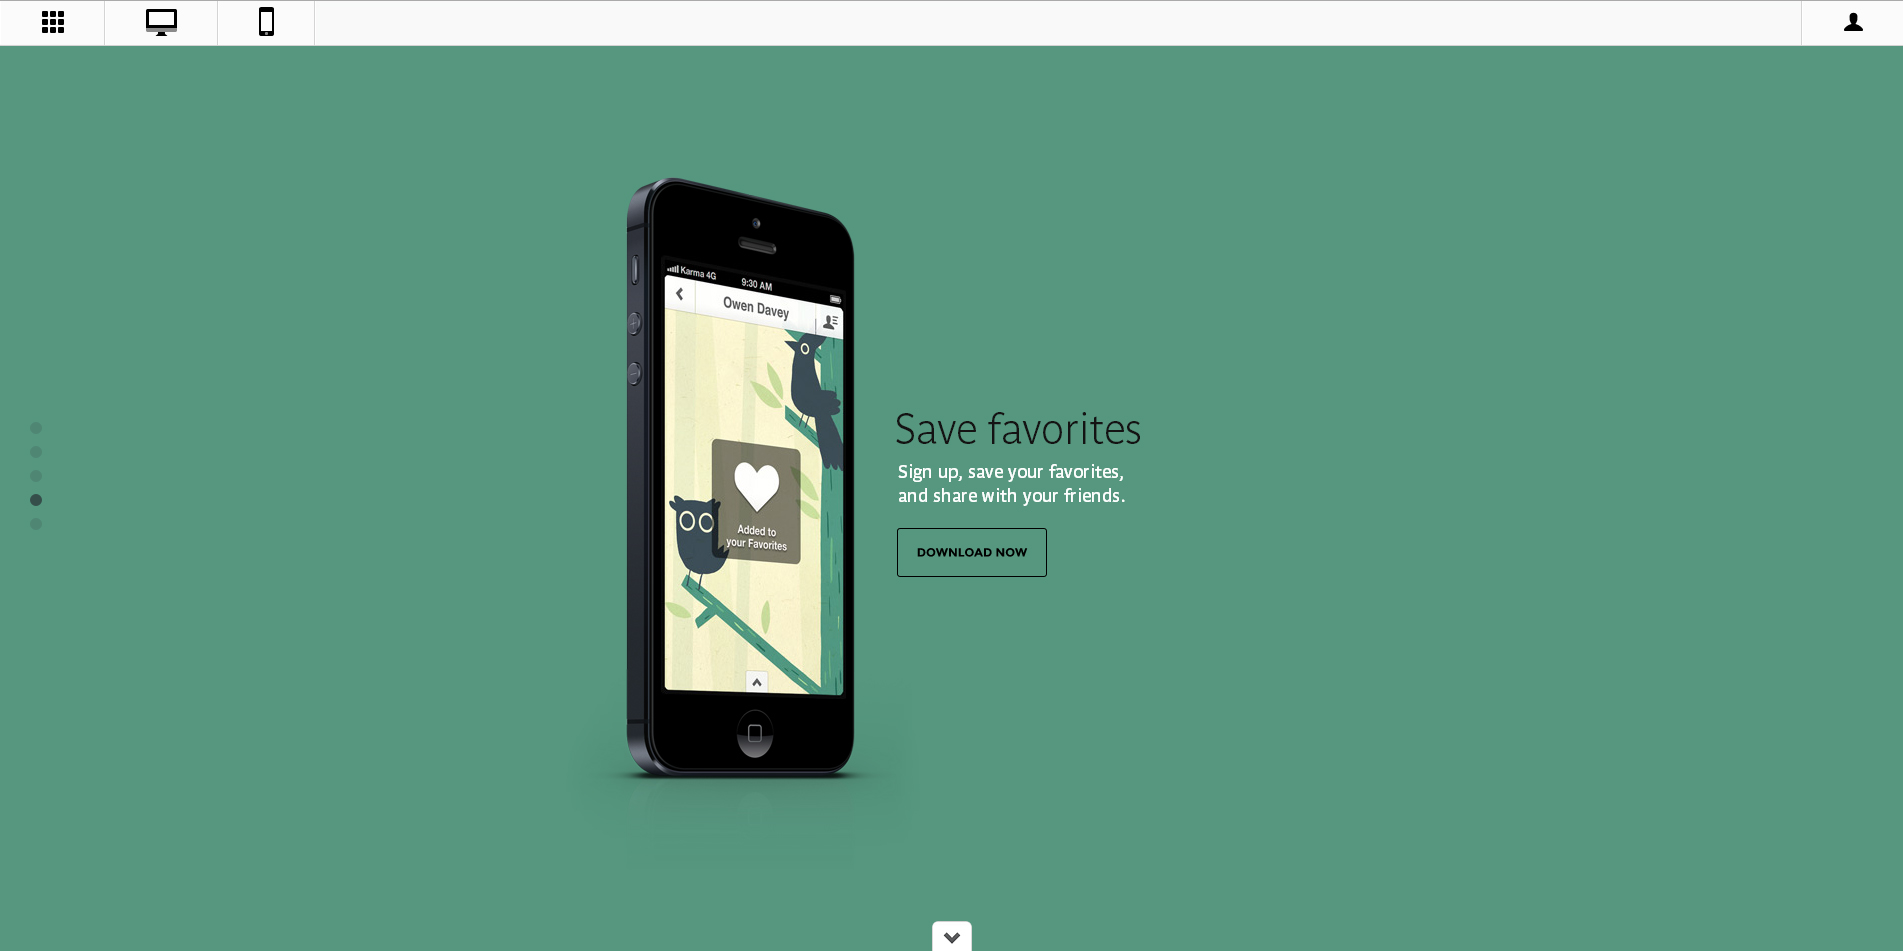 Karma 4G
9:30 AM
Owen Davey
Added to
your Favorites
Save favorites
Sign up, save your favorites,
and share with your friends.
DOWNLOAD NOW